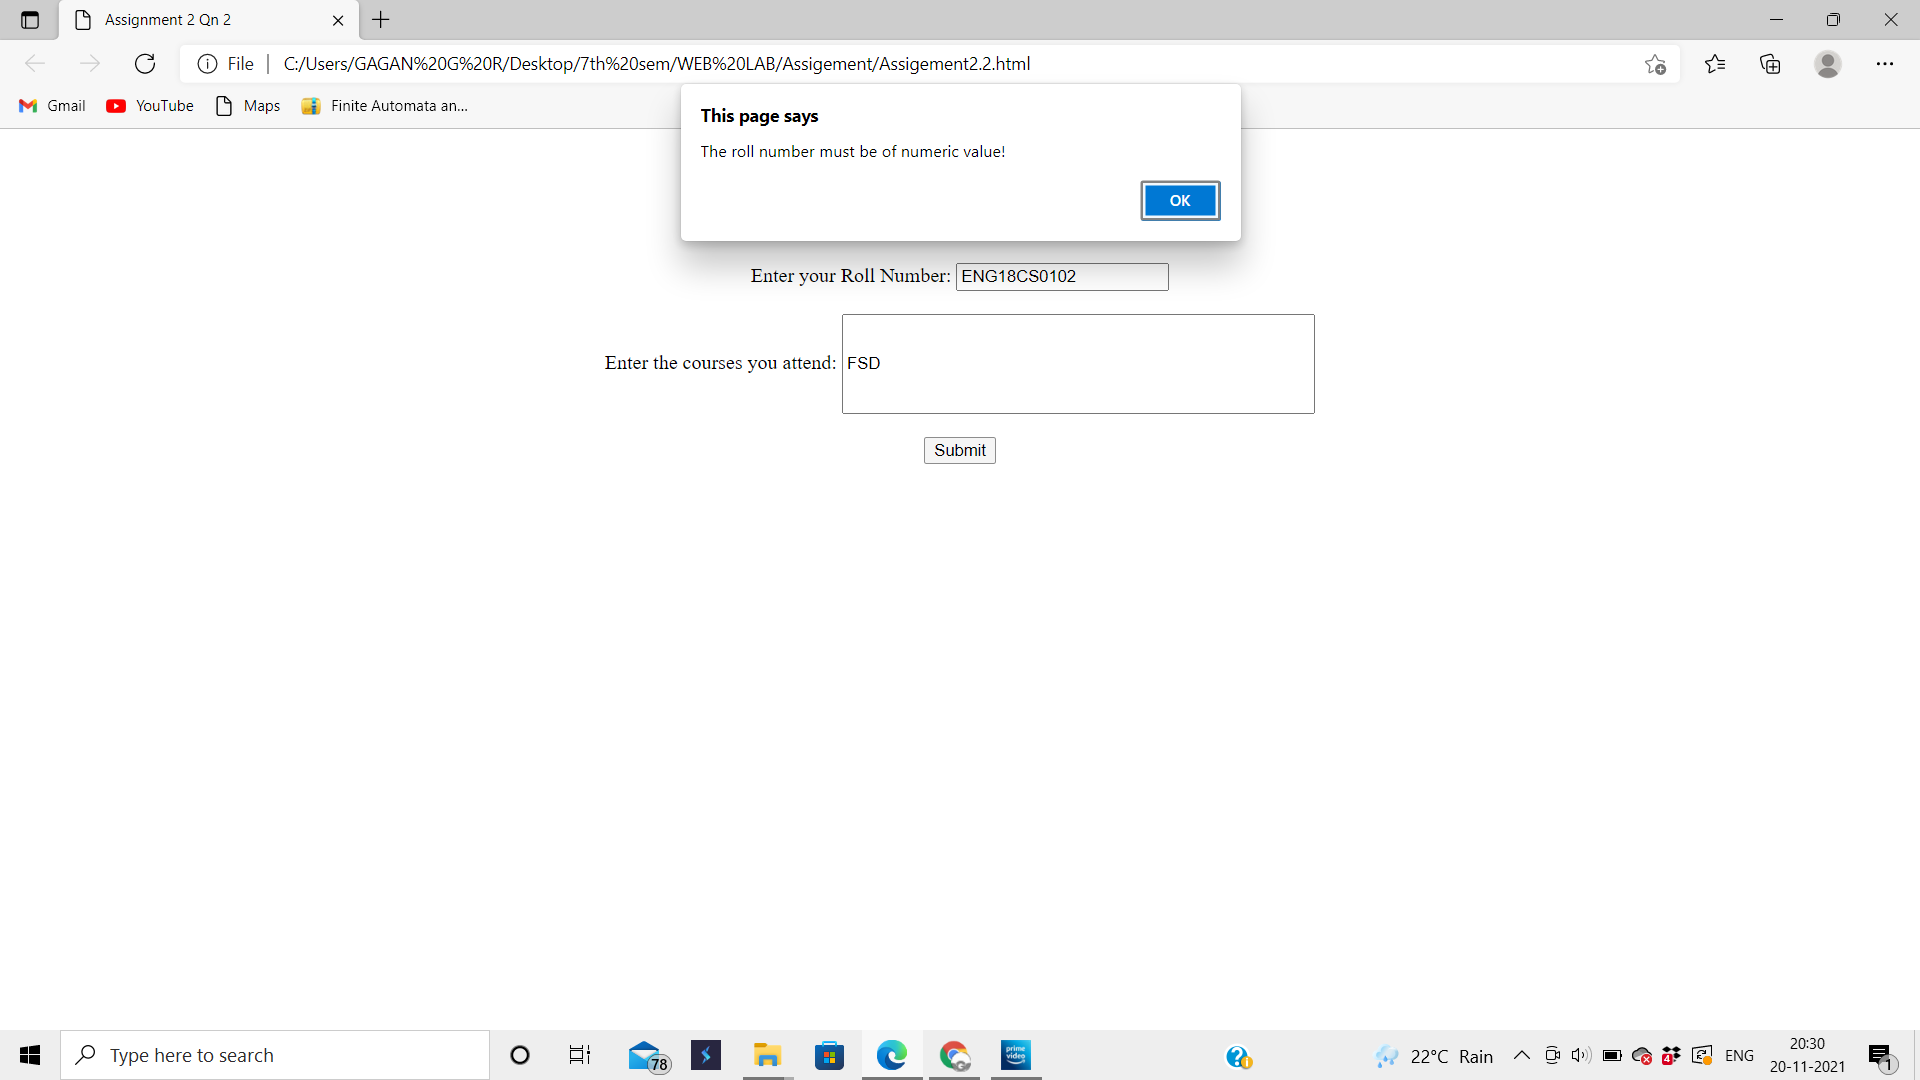 Assignment 2 Qn 2
File
C:/Users/GAGAN%20G%20R/Desktop/7th%20sem/WEB%20LAB/Assigement/Assigement2.2.html
Gmail
YouTube
Maps
Finite Automata an...
This page says
The roll number must be of numeric value!
OK
Enter your Roll Number: ENG18CS0102
Enter the courses you attend: FSD
Submit
Type here to search
78
prime video
22°C Rain
4
ENG
20:30
20-11-2021
1